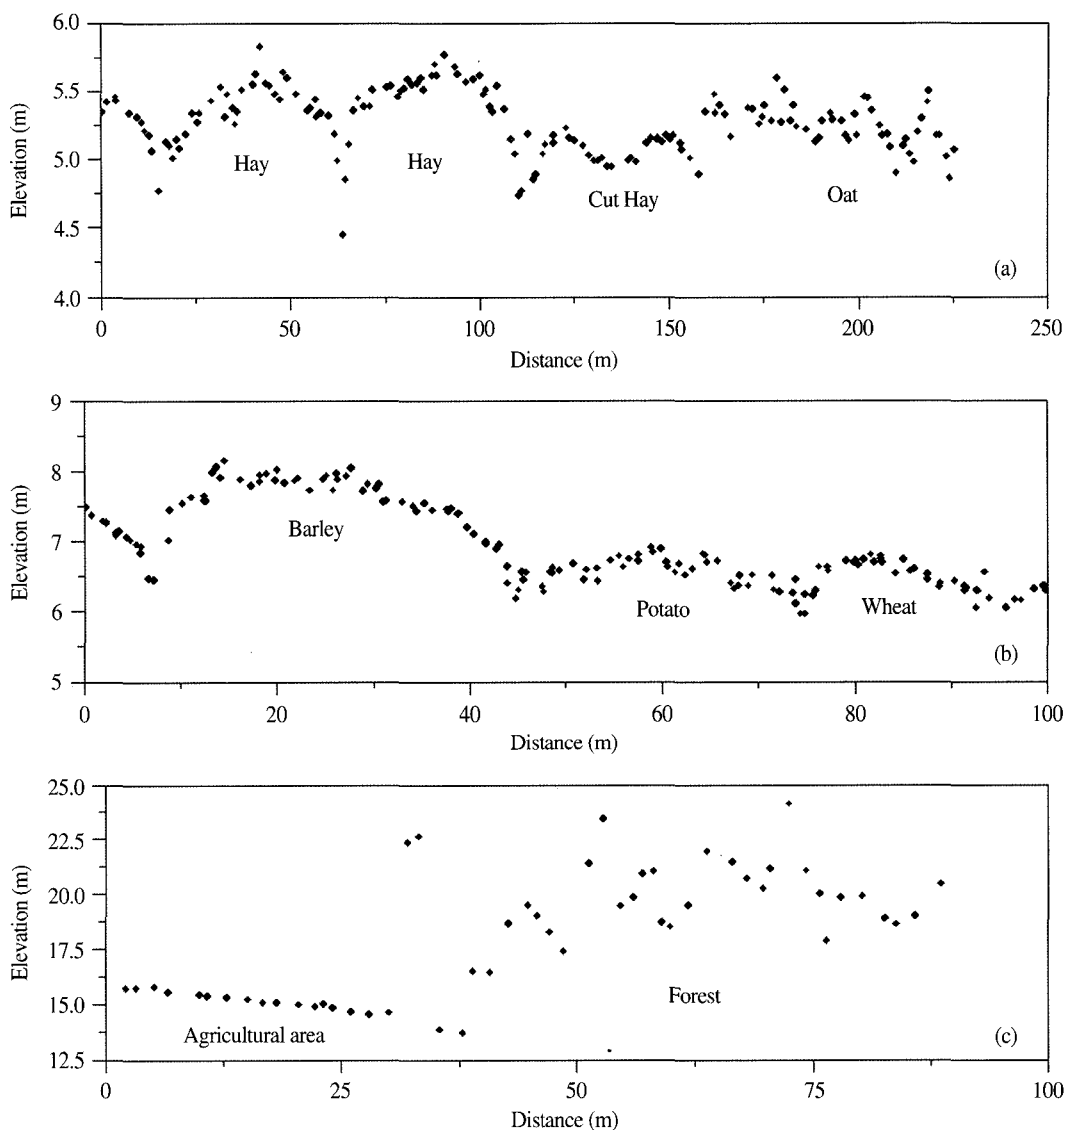 6.0
5.5
5.0
4.5
4.0
Elevation (m)
Hay
Hay
Cut Hay
Oat
(a)
0
50
100
150
200
250
Distance (m)
9
8
7
6
5
Elevation (m)
Barley
Potato
Wheat
(b)
0
20
40
60
80
100
Distance (m)
25.0
22.5
20.0
17.5
15.0
12.5
Elevation (m)
Agricultural area
Forest
(c)
0
25
50
75
100
Distance (m)